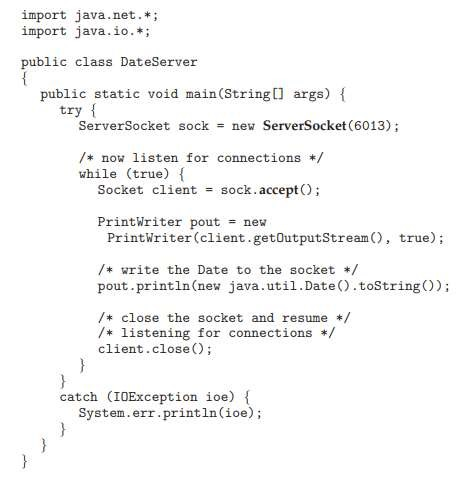 import java.net.*;
import java.io.*;

public class DateServer
{
  public static void main(String[] args) {
    try {
      ServerSocket sock = new ServerSocket(6013);

      /* now listen for connections */
      while (true) {
        Socket client = sock.accept();

        PrintWriter pout = new
         PrintWriter(client.getOutputStream(), true);

        /* write the Date to the socket */
        pout.println(new java.util.Date().toString());

        /* close the socket and resume */
        /* listening for connections */
        client.close();
      }
    }
    catch (IOException ioe) {
      System.err.println(ioe);
    }
  }
}